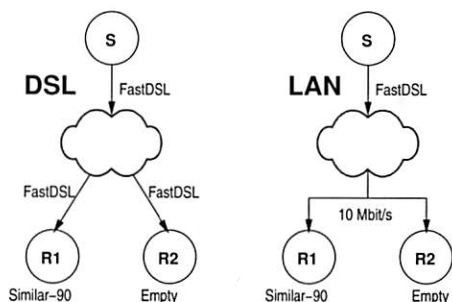 S
DSL
FastDSL
FastDSL
FastDSL
R1
R2
Similar-90
Empty
S
LAN
FastDSL
10 Mbit/s
R1
R2
Similar-90
Empty